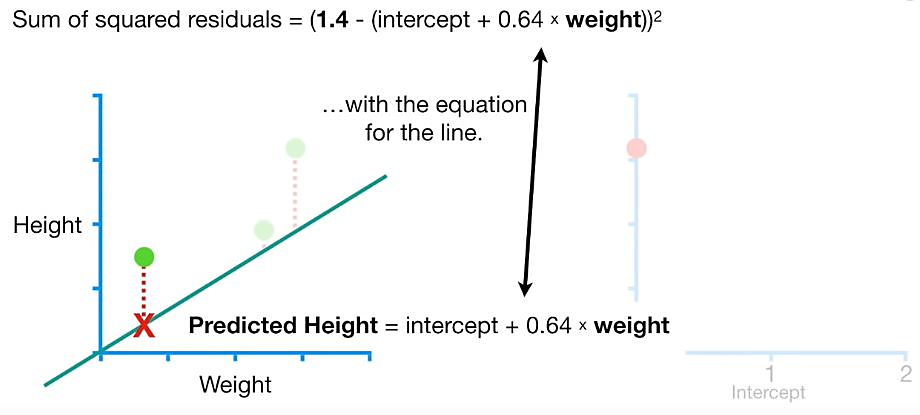 Sum of squared residuals = (1.4 - (intercept + 0.64 × weight))²
...with the equation
for the line.
Height
Predicted Height = intercept + 0.64 × weight
Weight
1
2
Intercept